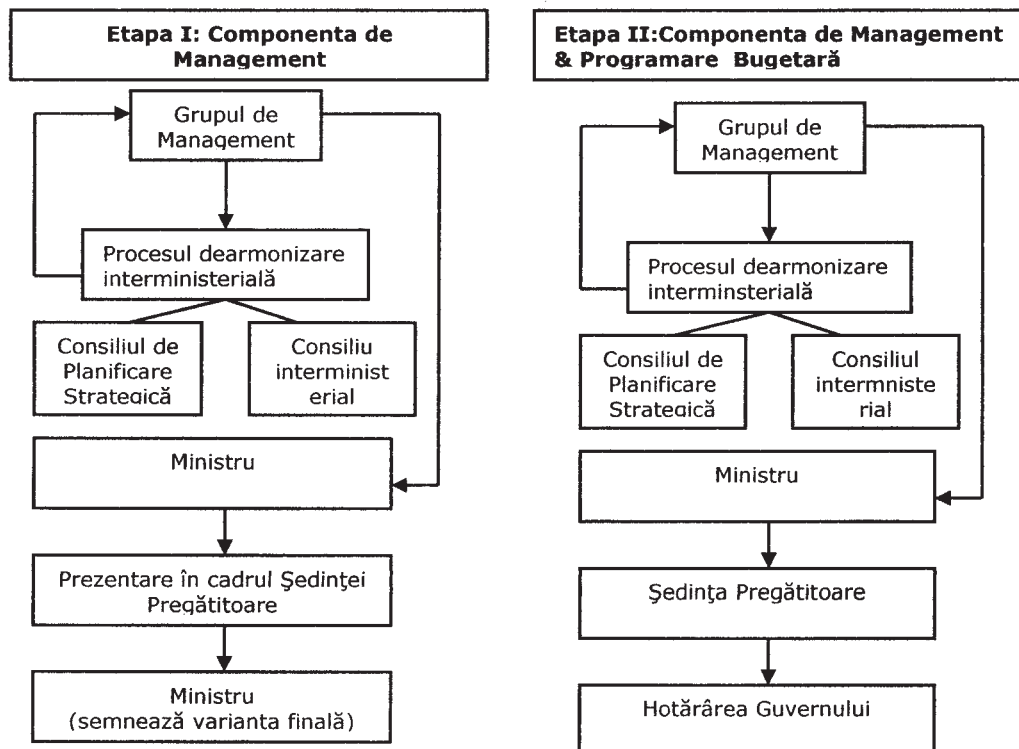 Etapa I: Componenta de
Management
Grupul de
Management
Procesul dearmonizare
interministerială
Consiliul de
Planificare
Strategică
Consiliu
interminist
erial
Ministru
Prezentare în cadrul Şedinţei
Pregătitoare
Ministru
(semnează varianta finală)
Etapa II:Componenta de Management
& Programare Bugetară
Grupul de
Management
Procesul dearmonizare
interminsterială
Consiliul de
Planificare
Strategică
Consiliul
intermniste
rial
Ministru
Şedinţa Pregătitoare
Hotărârea Guvernului